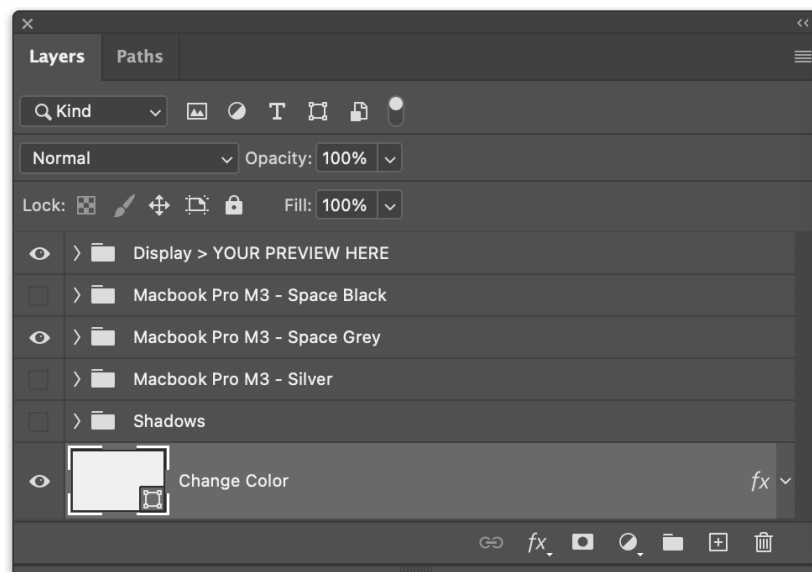 Layers Paths
Kind
Normal Opacity: 100%
Lock: Fill: 100%
Display > YOUR PREVIEW HERE
Macbook Pro M3 - Space Black
Macbook Pro M3 - Space Grey
Macbook Pro M3 - Silver
Shadows
Change Color fx
fx